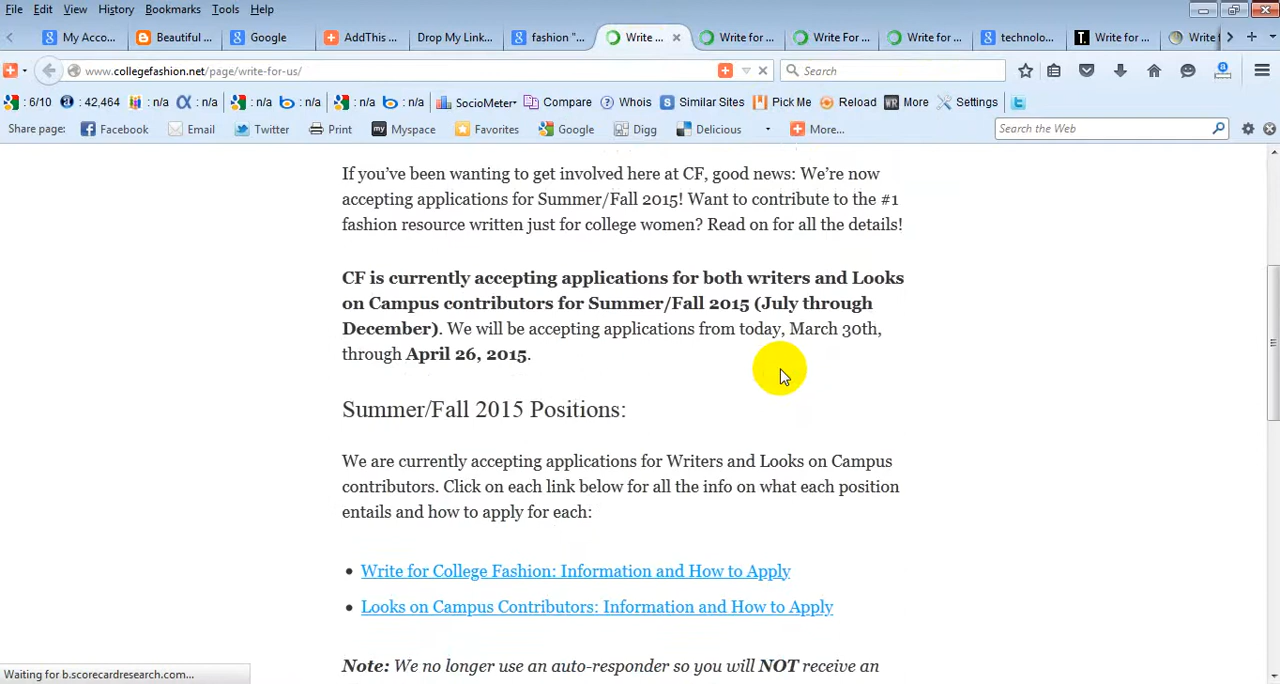 File Edit View History Bookmarks Tools Help
My Acco... Beautiful ... Google AddThis ... Drop My Link... fashion "... Write ... Write for ... Write For ... Write for ... technolo... Write for ... Write
www.collegefashion.net/page/write-for-us/ Search
: 6/10 : 42,464 : n/a : n/a : n/a : n/a : n/a : n/a SocioMeter Compare Whois Similar Sites Pick Me Reload More Settings
Share page: Facebook Email Twitter Print Myspace Favorites Google Digg Delicious More... Search the Web
If you've been wanting to get involved here at CF, good news: We're now
accepting applications for Summer/Fall 2015! Want to contribute to the #1
fashion resource written just for college women? Read on for all the details!
CF is currently accepting applications for both writers and Looks
on Campus contributors for Summer/Fall 2015 (July through
December). We will be accepting applications from today, March 30th,
through April 26, 2015.
Summer/Fall 2015 Positions:
We are currently accepting applications for Writers and Looks on Campus
contributors. Click on each link below for all the info on what each position
entails and how to apply for each:
• Write for College Fashion: Information and How to Apply
• Looks on Campus Contributors: Information and How to Apply
Note: We no longer use an auto-responder so you will NOT receive an
Waiting for b.scorecardresearch.com...